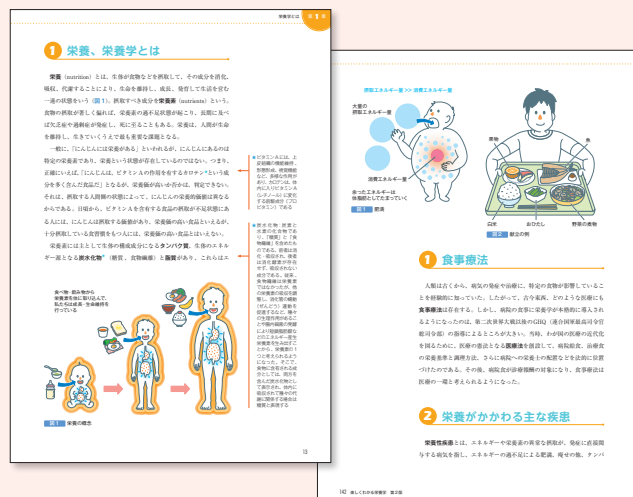 栄養学とは 第1章
1 栄養、栄養学とは
栄養（nutrition）とは、生体が食物などを摂取して、その成分を消化、
吸収、代謝することにより、生命を維持し、成長、発育して生活を営む
一連の状態をいう（図1）。摂取すべき成分を栄養素（nutrients）という。
食物の摂取が著しく偏れば、栄養素の過不足状態が起こり、長期に及べ
ば欠乏症や過剰症が発症し、死に至ることもある。栄養は、人間が生命
を維持し、生きていくうえで最も重要な課題となる。
一般に、「にんじんには栄養がある」といわれるが、にんじんにあるのは
特定の栄養素であり、栄養という状態が存在しているのではない。つまり、
正確にいえば、「にんじんは、ビタミンAの作用を有するカロテン*という成
分を多く含んだ食品だ」となるが、栄養価が高いか否かは、判定できない。
それは、摂取する人間の状態によって、にんじんの栄養的価値は異なる
からである。日頃から、ビタミンAを含有する食品の摂取が不足状態にあ
る人には、にんじんは摂取する価値があり、栄養価の高い食品といえるが、
十分摂取している食習慣をもつ人には、栄養価の高い食品とはいえない。
栄養素には主として生体の構成成分になるタンパク質、生体のエネル
ギー源となる炭水化物*（糖質、食物繊維）と脂質があり、これらはエ
食べ物・飲み物から
栄養素を体に取り込んで、
私たちは成長・生命維持を
行っている
図1 栄養の概念
13
摂取エネルギー量 >> 消費エネルギー量
大量の
摂取エネルギー
消費エネルギー
余ったエネルギーは
体脂肪としてたまっていく
図1 肥満
果物
魚
白米
おひたし
野菜の煮物
図2 献立の例
1 食事療法
人類は古くから、病気の発症や治療に、特定の食物が影響しているこ
とを経験的に知っていた。したがって、古今東西、どのような医療にも
食事療法は存在する。しかし、病院の食事に栄養学が本格的に導入され
るようになったのは、第二次世界大戦以後のGHQ（連合国軍最高司令官
総司令部）の指導によるところが大きい。当時、わが国の医療の近代化
を図るために、医療の基盤となる医療法を創設して、病院給食、治療食
の栄養基準と調理方法、さらに病院への栄養士の配置などを法的に位置
づけたのである。その後、病院食が診療報酬の対象になり、食事療法は
医療の一環と考えられるようになった。
2 栄養がかかわる主な疾患
栄養性疾患とは、エネルギーや栄養素の異常な摂取が、発症に直接関
与する病気を指し、エネルギーの過不足による肥満、痩せの他、タンパ
142 楽しくわかる栄養学 第2版